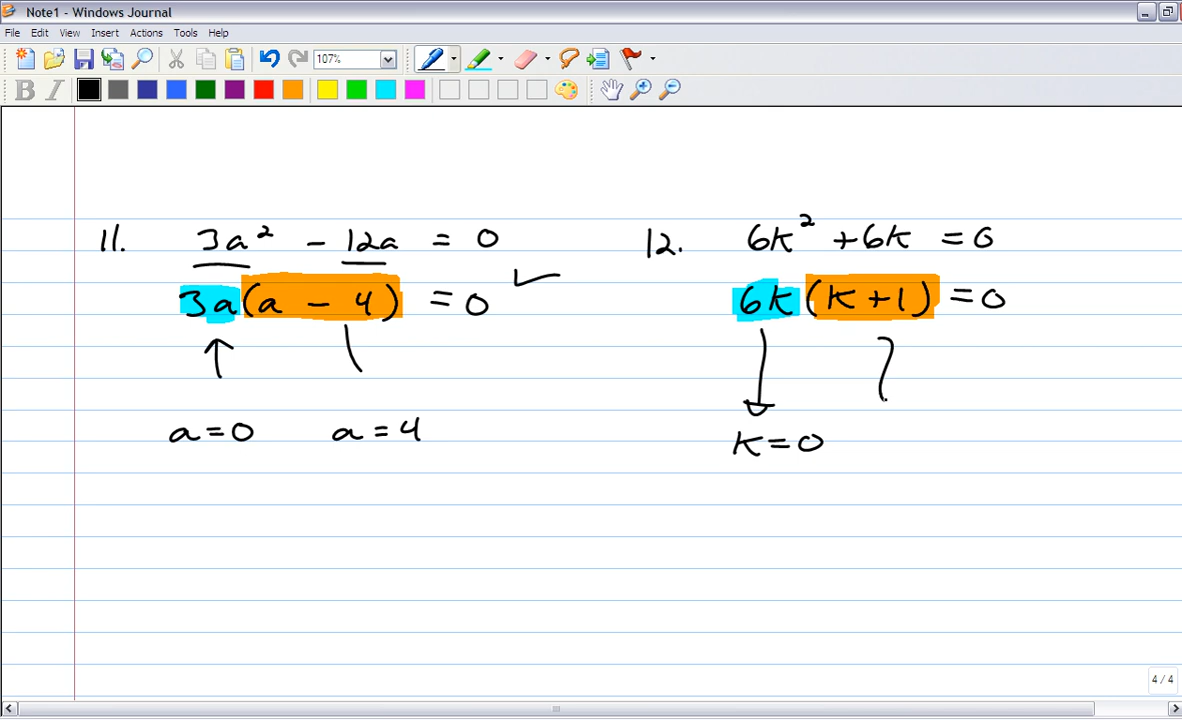 Note1 - Windows Journal
File Edit View Insert Actions Tools Help
107%
B I
11. 3a² - 12a = 0
3a(a - 4) = 0
a = 0 a = 4
12. 6k² + 6k = 0
6k(k + 1) = 0
k = 0
4 / 4